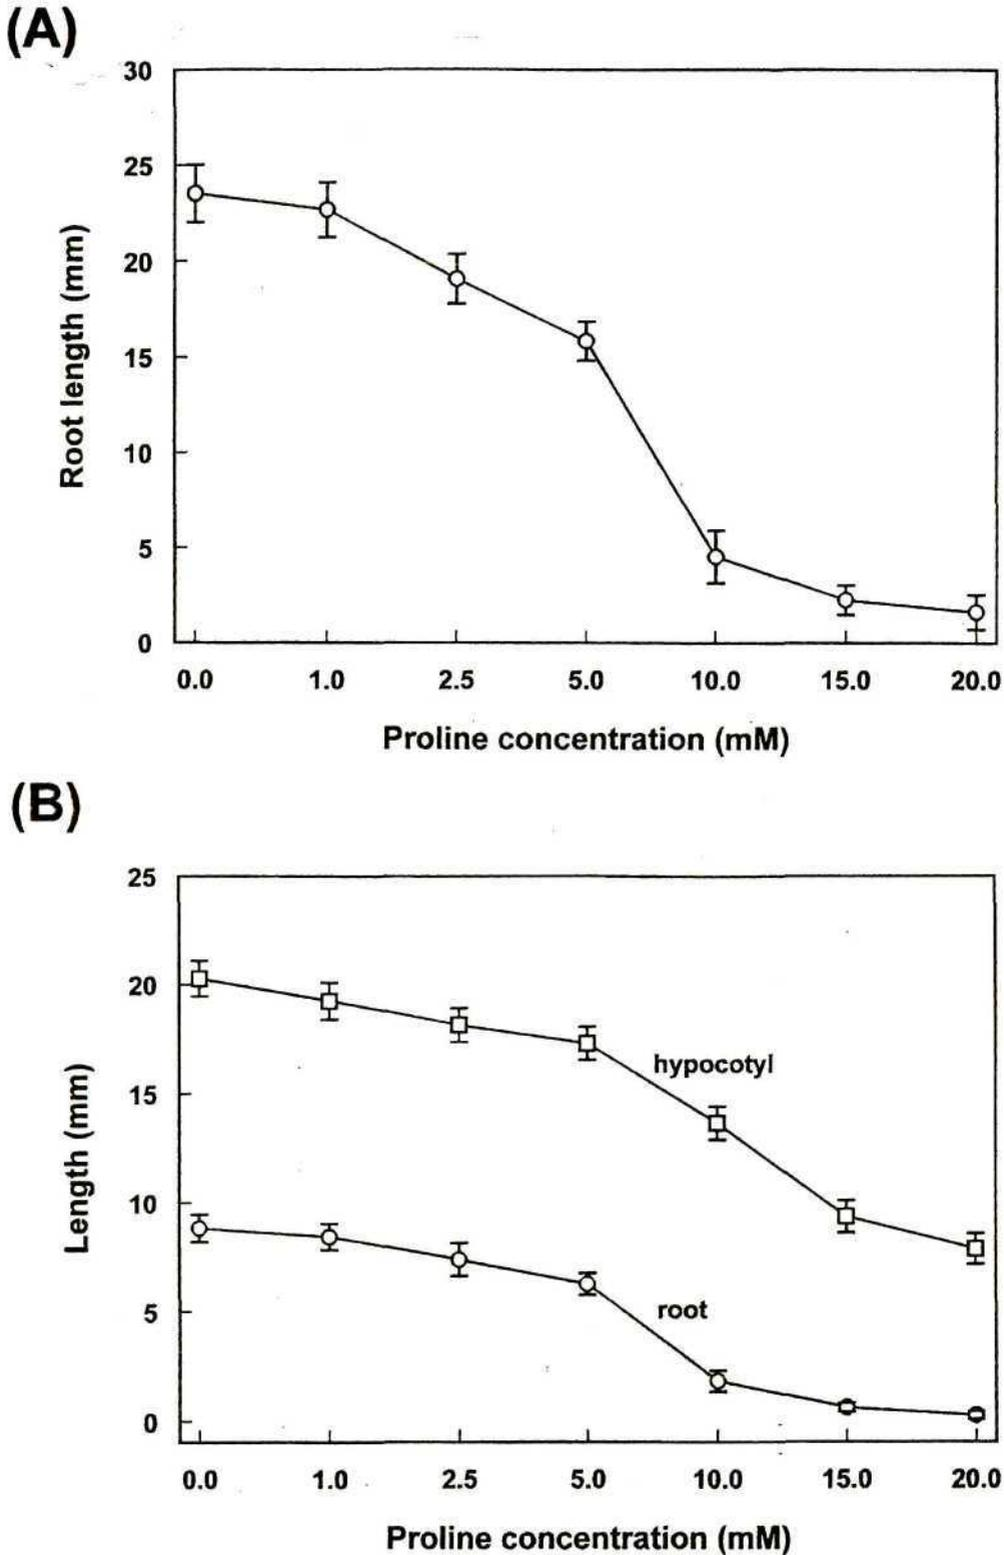 (A)
30
25
20
15
10
5
0
Root length (mm)
0.0 1.0 2.5 5.0 10.0 15.0 20.0
Proline concentration (mM)
(B)
25
20
15
10
5
0
Length (mm)
hypocotyl
root
0.0 1.0 2.5 5.0 10.0 15.0 20.0
Proline concentration (mM)